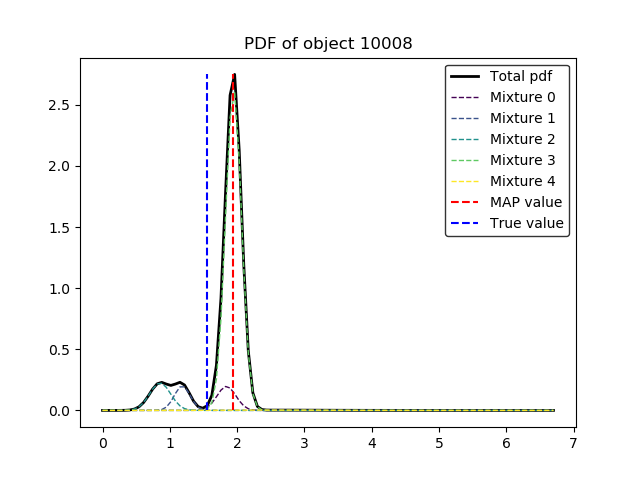 PDF of object 10008
Total pdf
Mixture 0
Mixture 1
Mixture 2
Mixture 3
Mixture 4
MAP value
True value
2.5
2.0
1.5
1.0
0.5
0.0
0 1 2 3 4 5 6 7